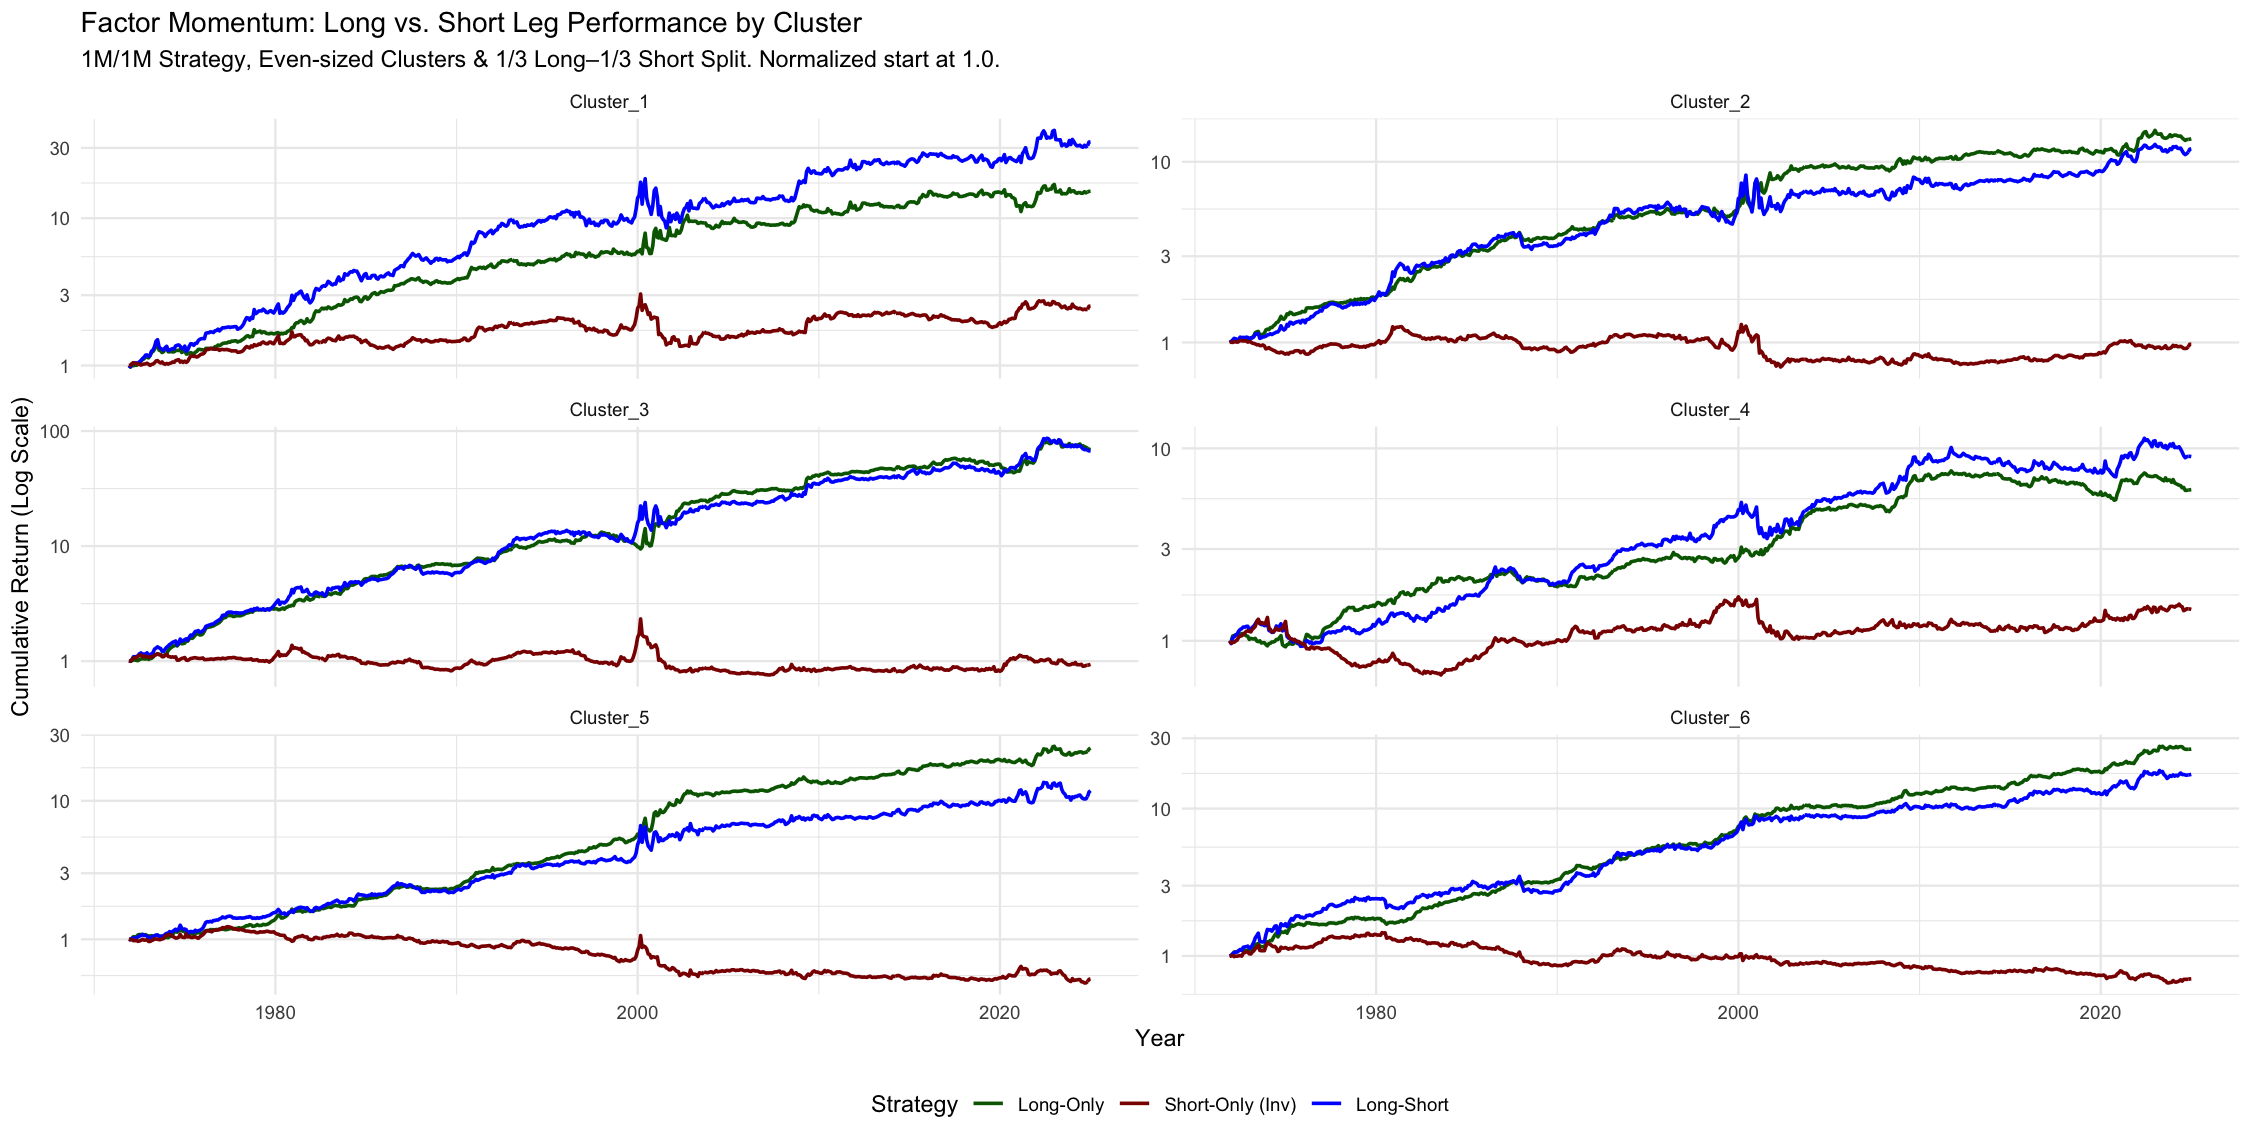 Factor Momentum: Long vs. Short Leg Performance by Cluster
1M/1M Strategy, Even-sized Clusters & 1/3 Long–1/3 Short Split. Normalized start at 1.0.
Cumulative Return (Log Scale)
Cluster_1
30
10
3
1
Cluster_2
10
3
1
Cluster_3
100
10
1
Cluster_4
10
3
1
Cluster_5
30
10
3
1
1980 2000 2020
Cluster_6
30
10
3
1
1980 2000 2020
Year
Strategy Long-Only Short-Only (Inv) Long-Short